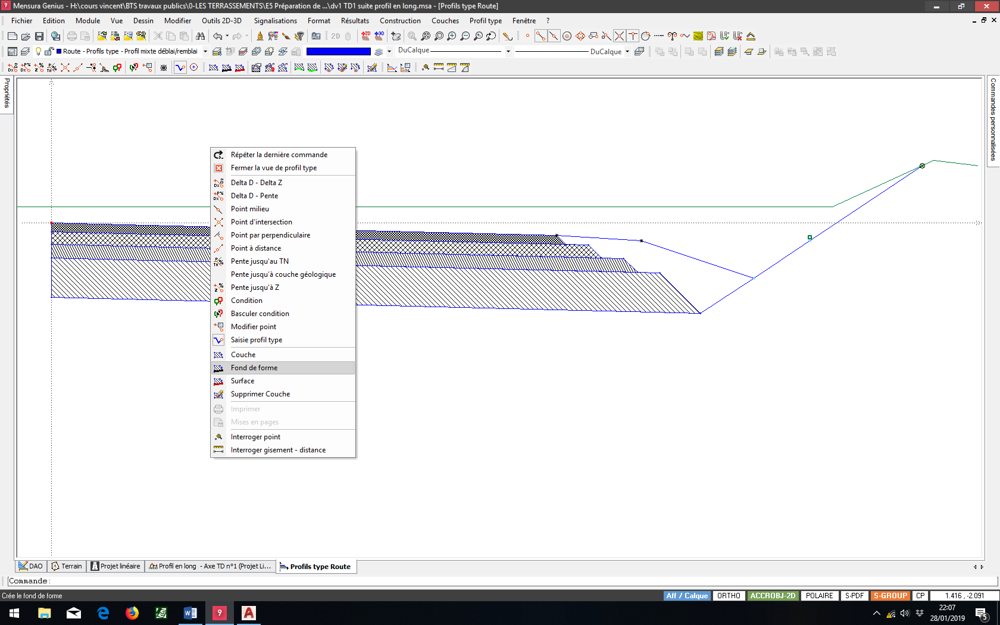 9 Mensura Genius - H:\cours vincent\BTS travaux publics\0-LES TERRASSEMENTS\E5 Préparation de ...\dv1 TD1 suite profil en long.msa - [Profils type Route]
Fichier Edition Module Vue Dessin Modifier Outils 2D-3D Signalisations Format Résultats Construction Couches Profil type Fenêtre ?
Aff 2D
Route - Profils type - Profil mixte déblai/remblai DuCalque DuCalque
Propriétés
Commandes personnalisées
Répéter la dernière commande
Fermer la vue de profil type
Delta D - Delta Z
Delta D - Pente
Point milieu
Point d'intersection
Point par perpendiculaire
Point à distance
Pente jusqu'au TN
Pente jusqu'à couche géologique
Pente jusqu'à Z
Condition
Basculer condition
Modifier point
Saisie profil type
Couche
Fond de forme
Surface
Supprimer Couche
Imprimer
Mises en pages
Interroger point
Interroger gisement - distance
DAO Terrain Projet linéaire Profil en long - Axe TD n°1 (Projet Li... Profils type Route
Commande:
Crée le fond de forme Aff / Calque ORTHO ACCROBJ-2D POLAIRE S-PDF S-GROUP CP 1.416 , -2.091
22:07
28/01/2019
5